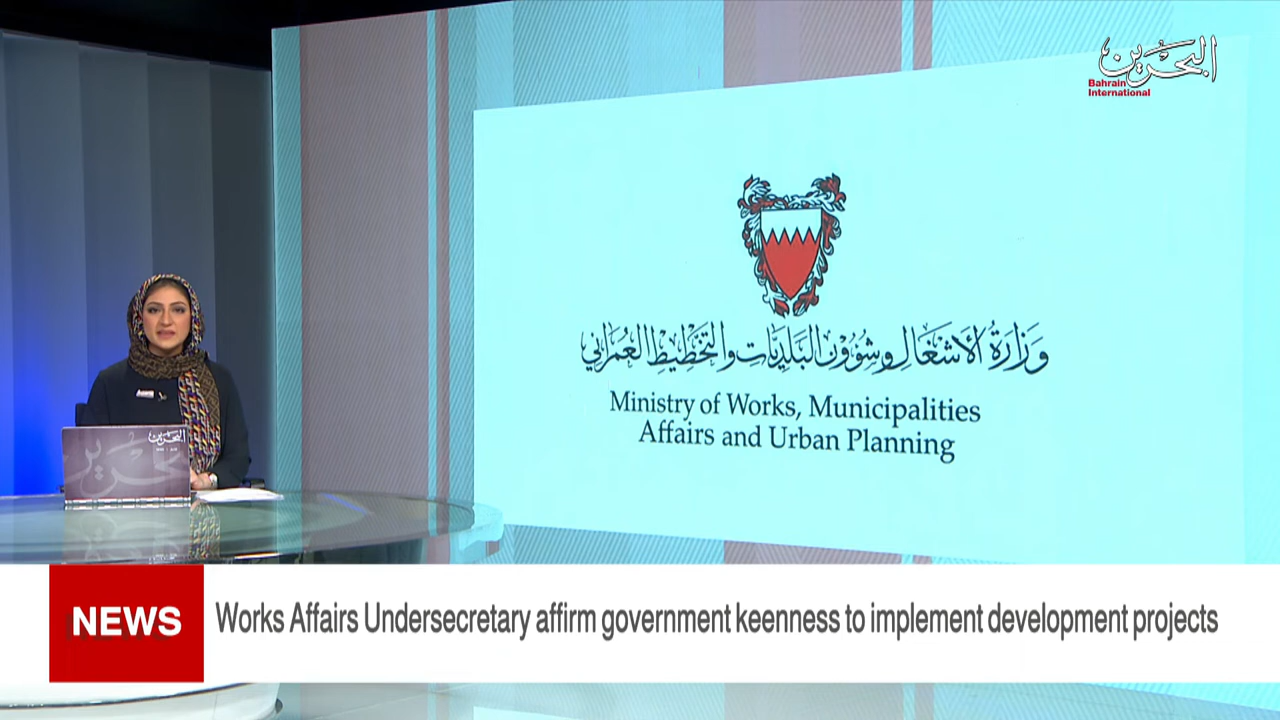 البحرين
Bahrain
International
وزارة الأشغال وشؤون البلديات والتخطيط العمراني
Ministry of Works, Municipalities
Affairs and Urban Planning
البحرين
NEWS
Works Affairs Undersecretary affirm government keenness to implement development projects